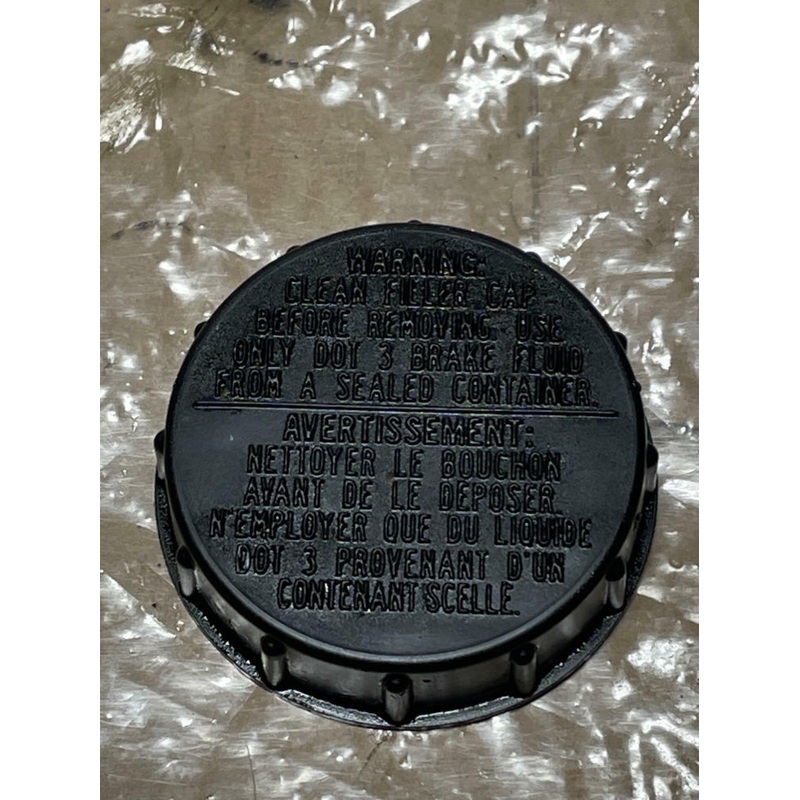 WARNING:
CLEAN FILLER CAP
BEFORE REMOVING USE
ONLY DOT 3 BRAKE FLUID
FROM A SEALED CONTAINER.
AVERTISSEMENT:
NETTOYER LE BOUCHON
AVANT DE LE DEPOSER
N'EMPLOYER QUE DU LIQUIDE
DOT 3 PROVENANT D'UN
CONTENANT SCELLE.